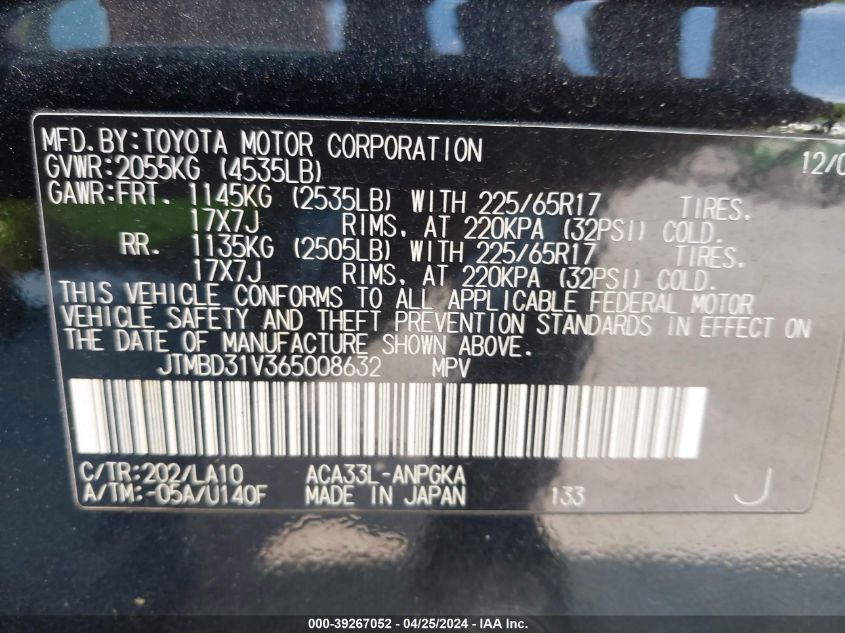 MFD.BY:TOYOTA MOTOR CORPORATION 12/0
GVWR:2055KG (4535LB)
GAWR:FRT. 1145KG (2535LB) WITH 225/65R17 TIRES.
17X7J RIMS, AT 220KPA (32PSI) COLD.
RR. 1135KG (2505LB) WITH 225/65R17 TIRES.
17X7J RIMS, AT 220KPA (32PSI) COLD.
THIS VEHICLE CONFORMS TO ALL APPLICABLE FEDERAL MOTOR
VEHICLE SAFETY AND THEFT PREVENTION STANDARDS IN EFFECT ON
THE DATE OF MANUFACTURE SHOWN ABOVE.
JTMBD31V365008632 MPV
C/TR:202/LA10 ACA33L-ANPGKA
A/TM:-05A/U140F MADE IN JAPAN 133 J
000-39267052 - 04/25/2024 - IAA Inc.